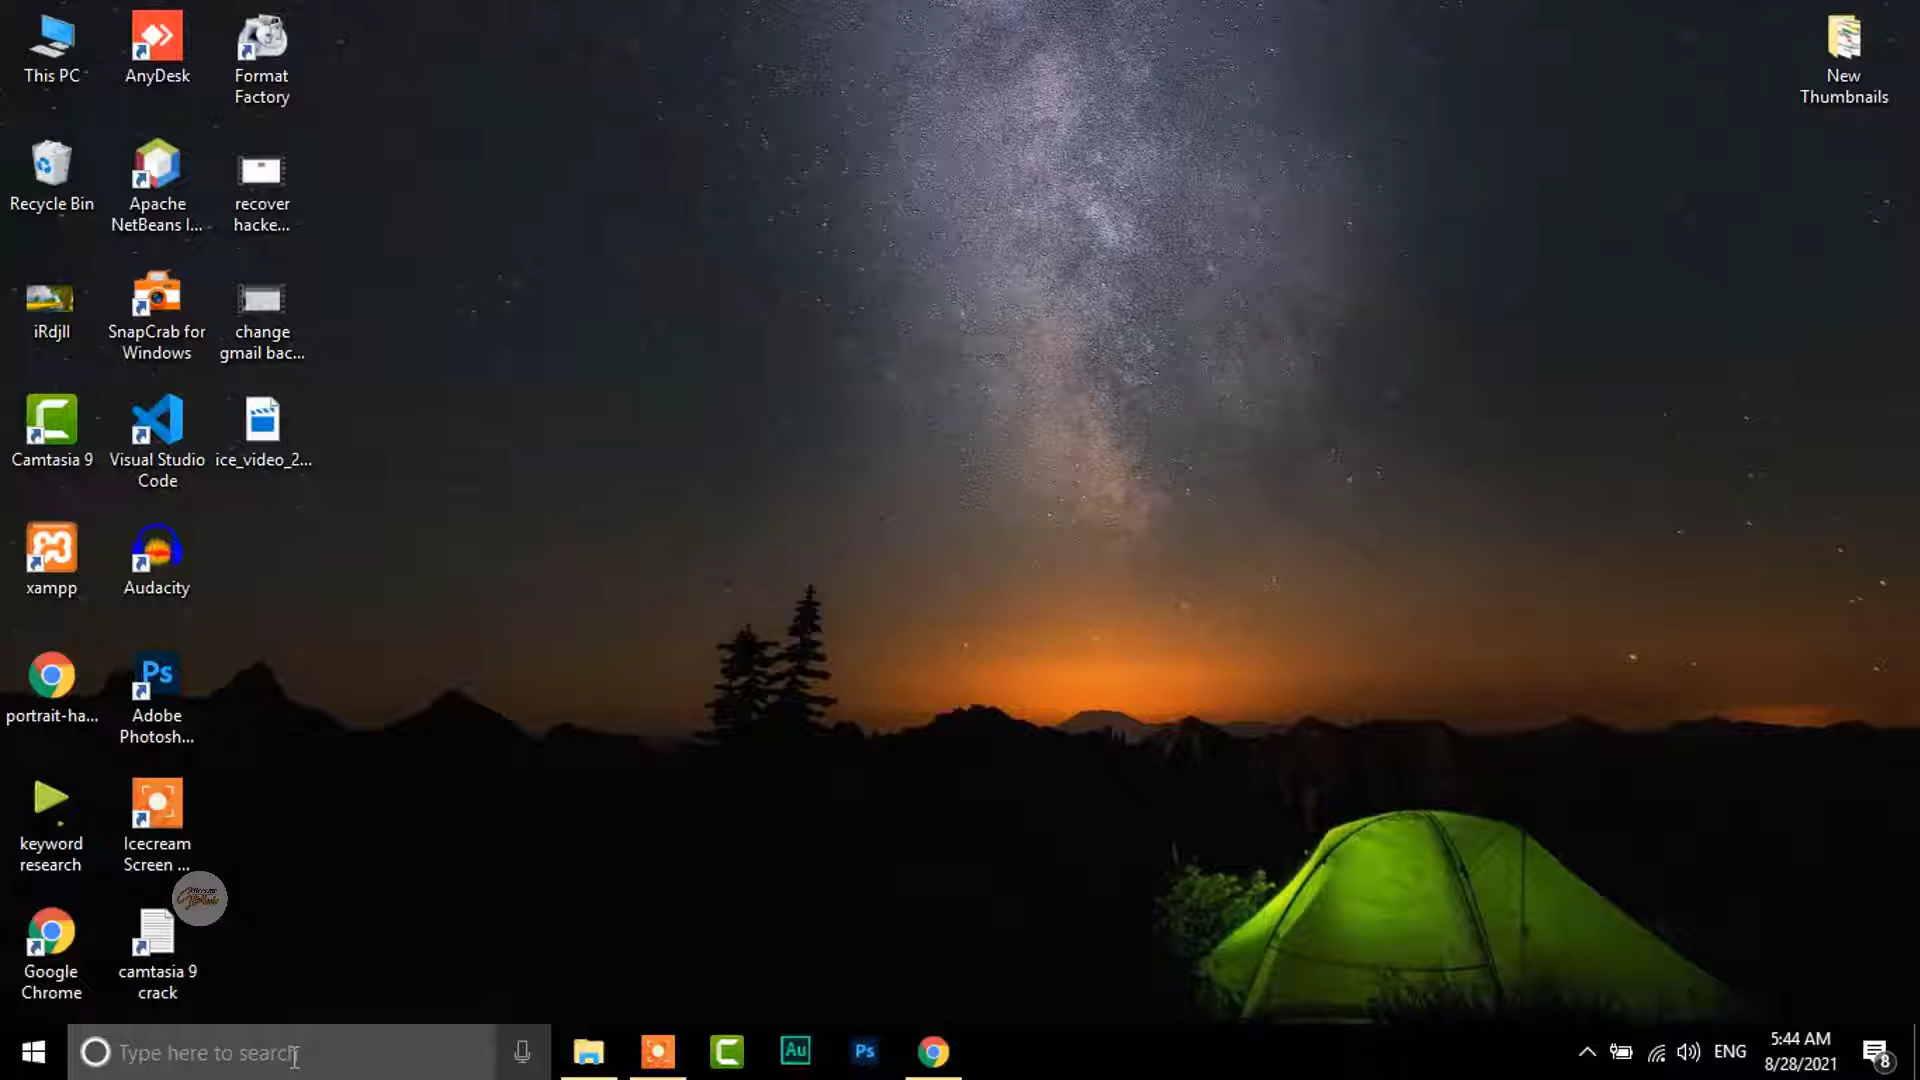 This PC
AnyDesk
Format
Factory
New
Thumbnails
Recycle Bin
Apache
NetBeans I...
recover
hacke...
iRdjll
SnapCrab for
Windows
change
gmail bac...
Camtasia 9
Visual Studio
Code
ice_video_2...
xampp
Audacity
portrait-ha...
Ps
Adobe
Photosh...
keyword
research
Icecream
Screen ...
Google
Chrome
camtasia 9
crack
Type here to search
Au
Ps
ENG
5:44 AM
8/28/2021
8